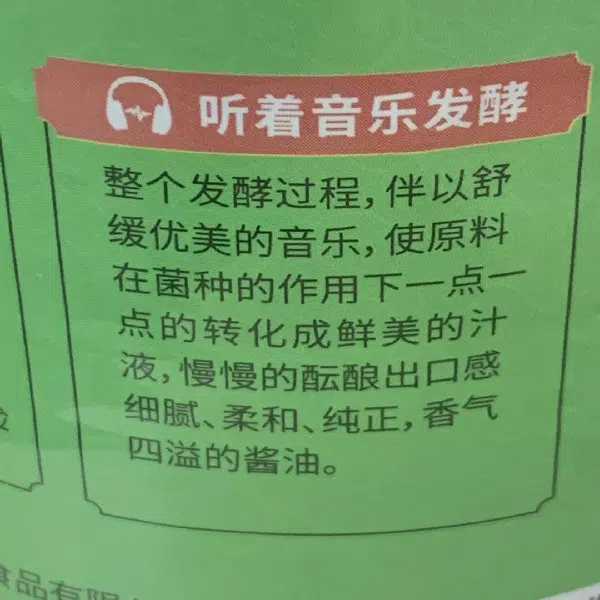 听着音乐发酵
整个发酵过程，伴以舒
缓优美的音乐，使原料
在菌种的作用下一点一
点的转化成鲜美的汁
液，慢慢的酝酿出口感
细腻、柔和、纯正，香气
四溢的酱油。
食品有限